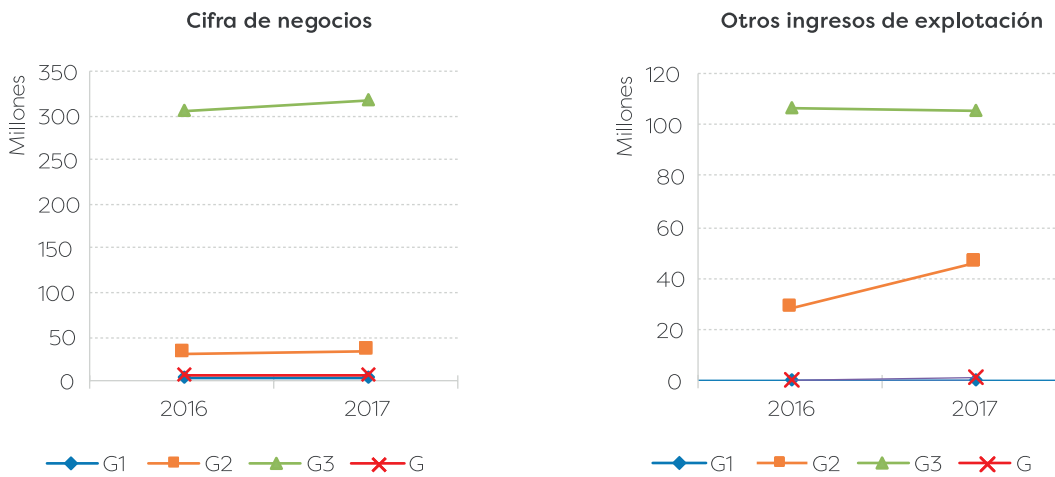 Cifra de negocios
Millones
350
300
250
200
150
100
50
0
2016 2017
G1 G2 G3 G
Otros ingresos de explotación
Millones
120
100
80
60
40
20
0
2016 2017
G1 G2 G3 G